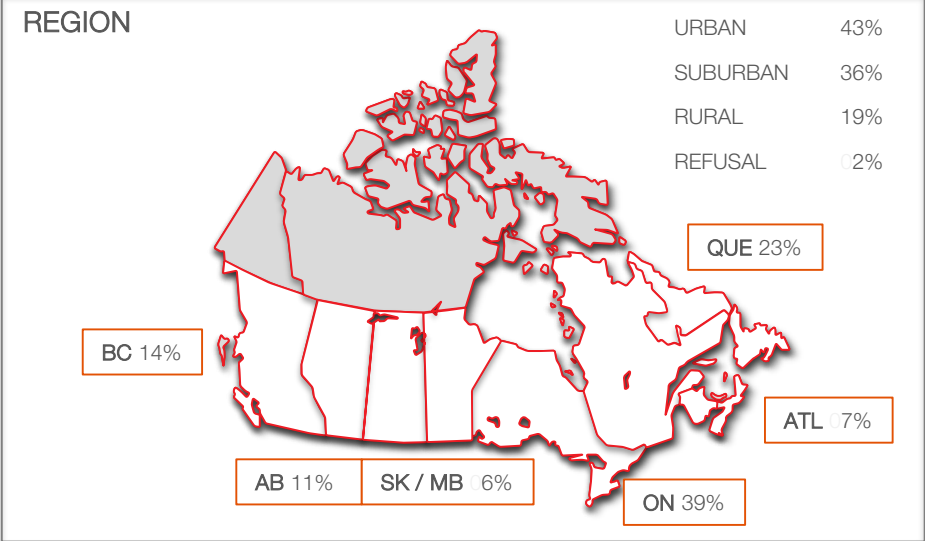 REGION
URBAN 43%
SUBURBAN 36%
RURAL 19%
REFUSAL 02%
QUE 23%
BC 14%
ATL 07%
AB 11%
SK / MB 06%
ON 39%